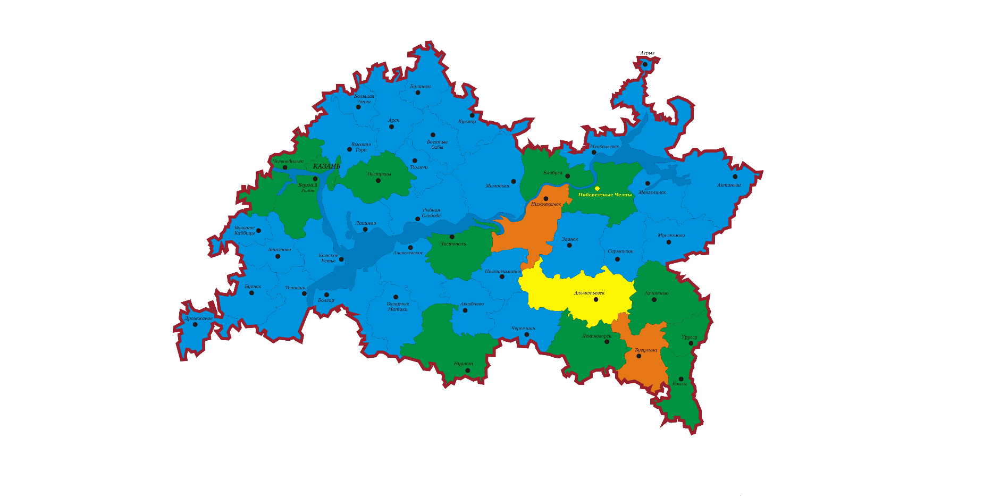 Агрыз
Балтаси
Большая
Атня
Арск
Кукмор
Высокая
Гора
Богатые
Сабы
Менделеевск
Зеленодольск
КАЗАНЬ
Тюлячи
Пестрецы
Елабуга
Верхний
Услон
Мамадыш
Актаныш
Мензелинск
Набережные Челны
Нижнекамск
Рыбная
Слобода
Лаишево
Большие
Кайбицы
Мусломово
Заинск
Чистополь
Апастово
Сарманово
Алексеевское
Камское
Устье
Новошешминск
Буинск
Тетюши
Болгар
Альметьевск
Азнакаево
Базарные
Матаки
Аксубаево
Дрожжаное
Черемшан
Лениногорск
Уруссу
Бугульма
Нурлат
Бавлы